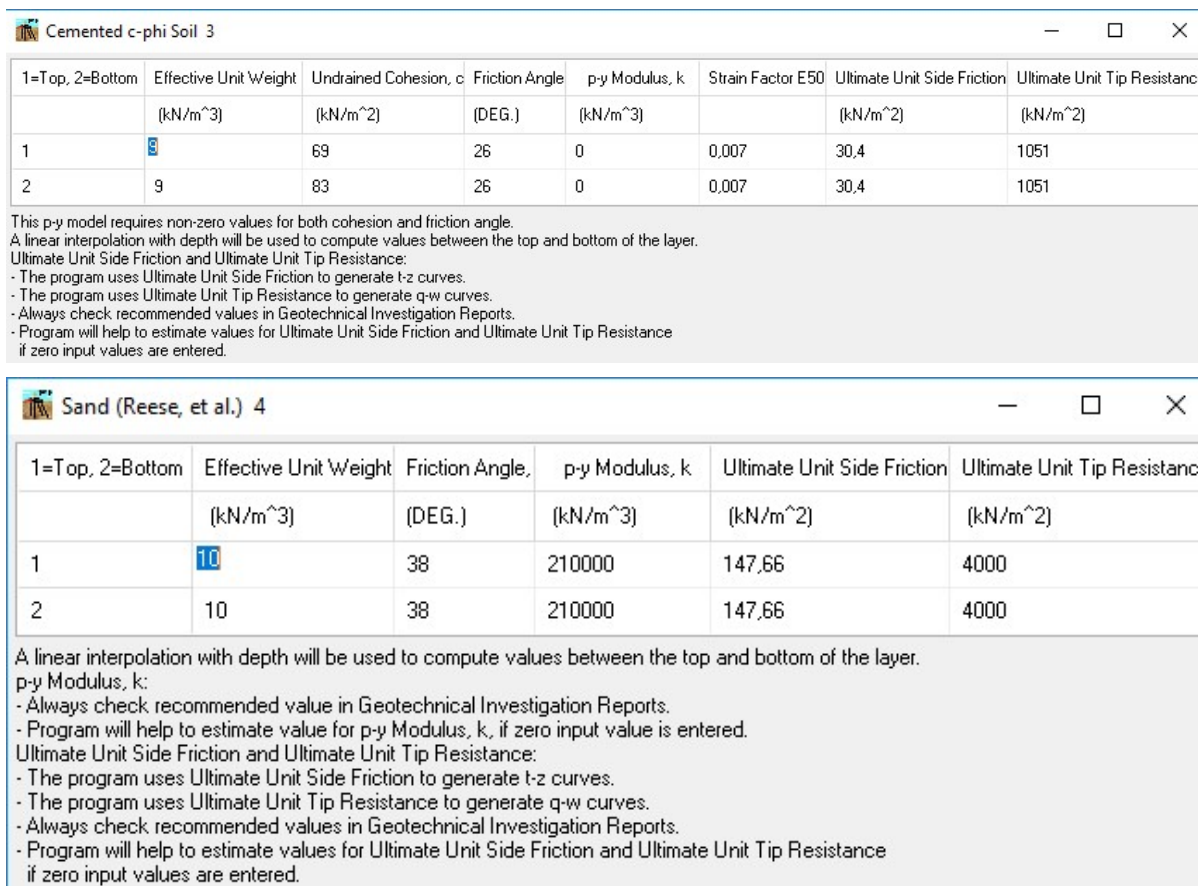 Cemented c-phi Soil 3
1=Top, 2=Bottom Effective Unit Weight Undrained Cohesion, c Friction Angle p-y Modulus, k Strain Factor E50 Ultimate Unit Side Friction Ultimate Unit Tip Resistanc
(kN/m^3) (kN/m^2) (DEG.) (kN/m^3) (kN/m^2) (kN/m^2)
1 9 69 26 0 0,007 30,4 1051
2 9 83 26 0 0,007 30,4 1051
This p-y model requires non-zero values for both cohesion and friction angle.
A linear interpolation with depth will be used to compute values between the top and bottom of the layer.
Ultimate Unit Side Friction and Ultimate Unit Tip Resistance:
- The program uses Ultimate Unit Side Friction to generate t-z curves.
- The program uses Ultimate Unit Tip Resistance to generate q-w curves.
- Always check recommended values in Geotechnical Investigation Reports.
- Program will help to estimate values for Ultimate Unit Side Friction and Ultimate Unit Tip Resistance
if zero input values are entered.
Sand (Reese, et al.) 4
1=Top, 2=Bottom Effective Unit Weight Friction Angle, p-y Modulus, k Ultimate Unit Side Friction Ultimate Unit Tip Resistanc
(kN/m^3) (DEG.) (kN/m^3) (kN/m^2) (kN/m^2)
1 10 38 210000 147,66 4000
2 10 38 210000 147,66 4000
A linear interpolation with depth will be used to compute values between the top and bottom of the layer.
p-y Modulus, k:
- Always check recommended value in Geotechnical Investigation Reports.
- Program will help to estimate value for p-y Modulus, k, if zero input value is entered.
Ultimate Unit Side Friction and Ultimate Unit Tip Resistance:
- The program uses Ultimate Unit Side Friction to generate t-z curves.
- The program uses Ultimate Unit Tip Resistance to generate q-w curves.
- Always check recommended values in Geotechnical Investigation Reports.
- Program will help to estimate values for Ultimate Unit Side Friction and Ultimate Unit Tip Resistance
if zero input values are entered.